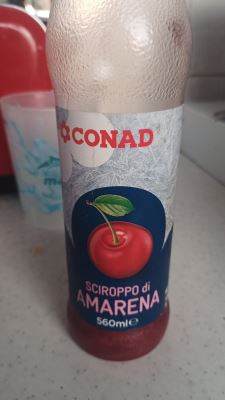 CONAD
SCIROPPO di
AMARENA
560ml e